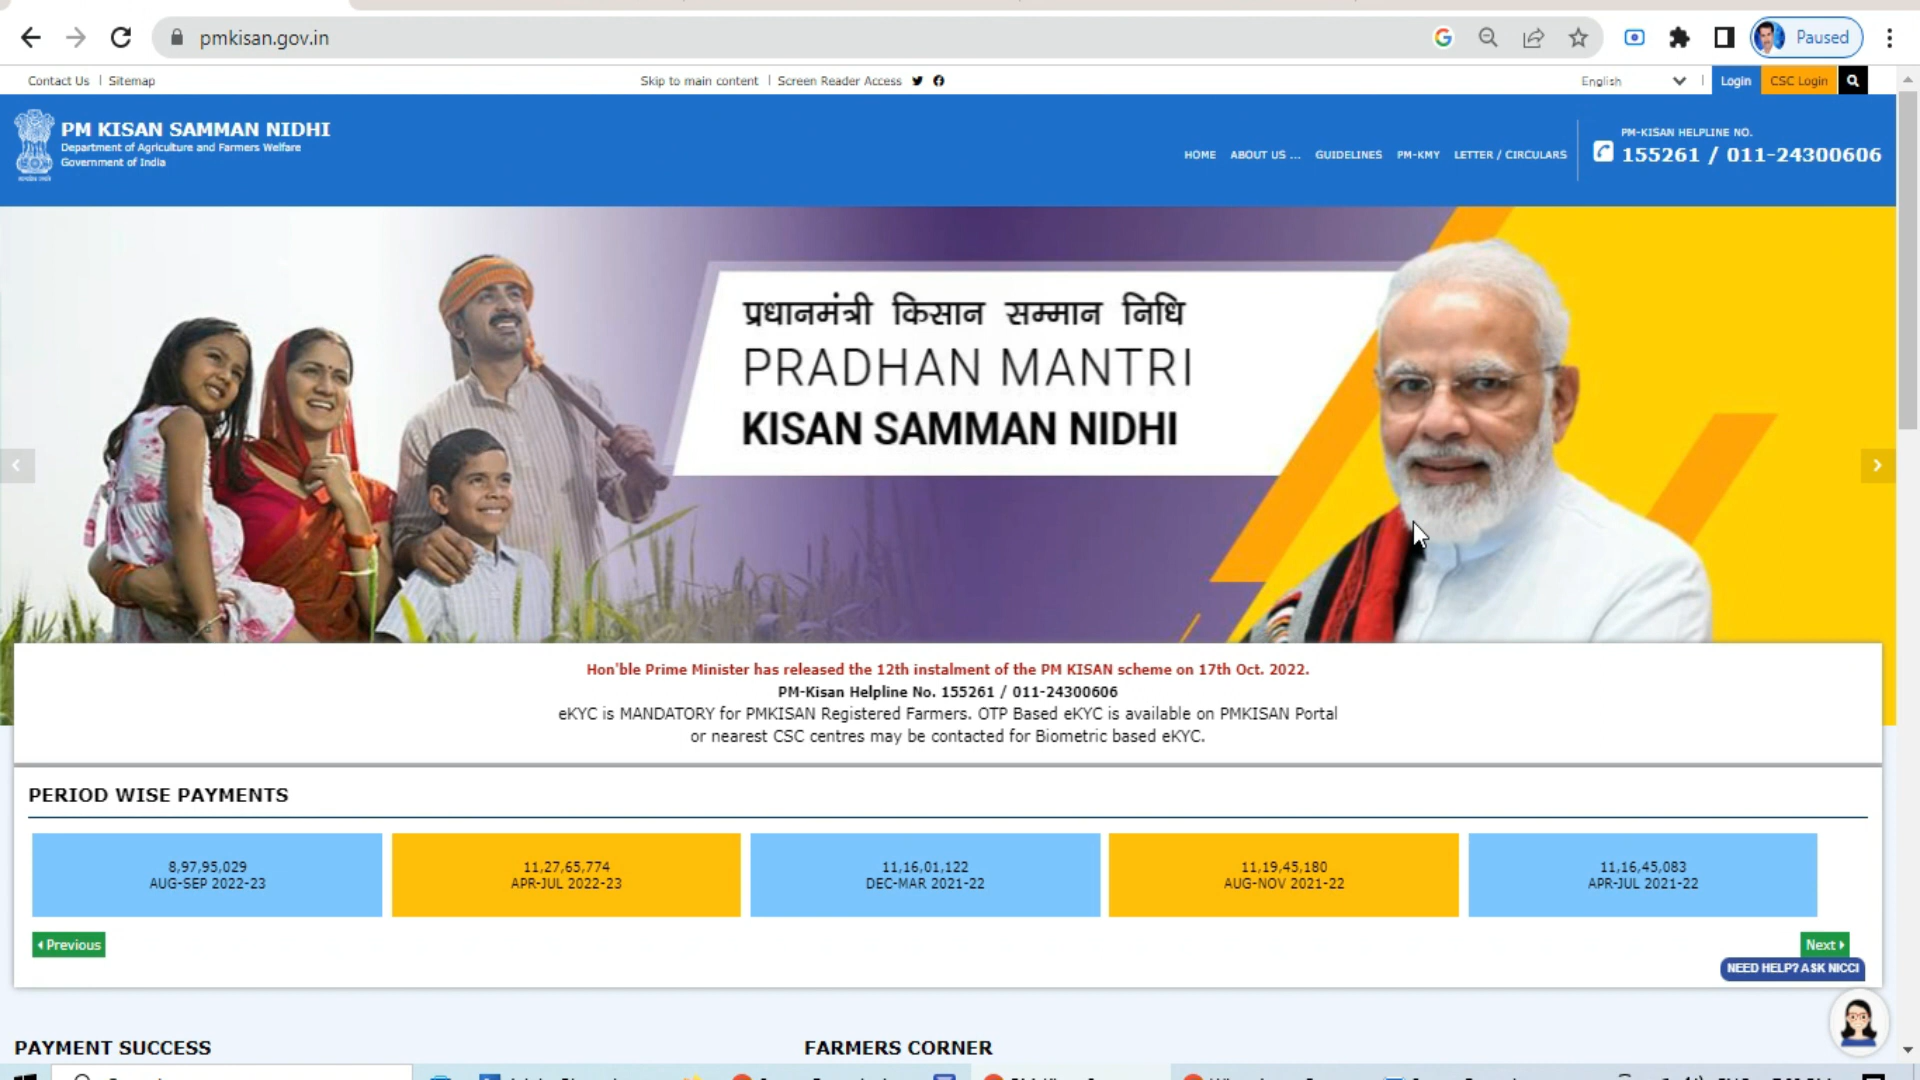 pmkisan.gov.in
Paused
Contact Us | Sitemap
Skip to main content | Screen Reader Access
English
Login
CSC Login
PM KISAN SAMMAN NIDHI
Department of Agriculture and Farmers Welfare
Government of India
HOME ABOUT US ... GUIDELINES PM-KMY LETTER / CIRCULARS
PM-KISAN HELPLINE NO.
155261 / 011-24300606
प्रधानमंत्री किसान सम्मान निधि
PRADHAN MANTRI
KISAN SAMMAN NIDHI
Hon'ble Prime Minister has released the 12th instalment of the PM KISAN scheme on 17th Oct. 2022.
PM-Kisan Helpline No. 155261 / 011-24300606
eKYC is MANDATORY for PMKISAN Registered Farmers. OTP Based eKYC is available on PMKISAN Portal
or nearest CSC centres may be contacted for Biometric based eKYC.
PERIOD WISE PAYMENTS
8,97,95,029
AUG-SEP 2022-23
11,27,65,774
APR-JUL 2022-23
11,16,01,122
DEC-MAR 2021-22
11,19,45,180
AUG-NOV 2021-22
11,16,45,083
APR-JUL 2021-22
Previous
Next
NEED HELP? ASK NICCI
PAYMENT SUCCESS
FARMERS CORNER